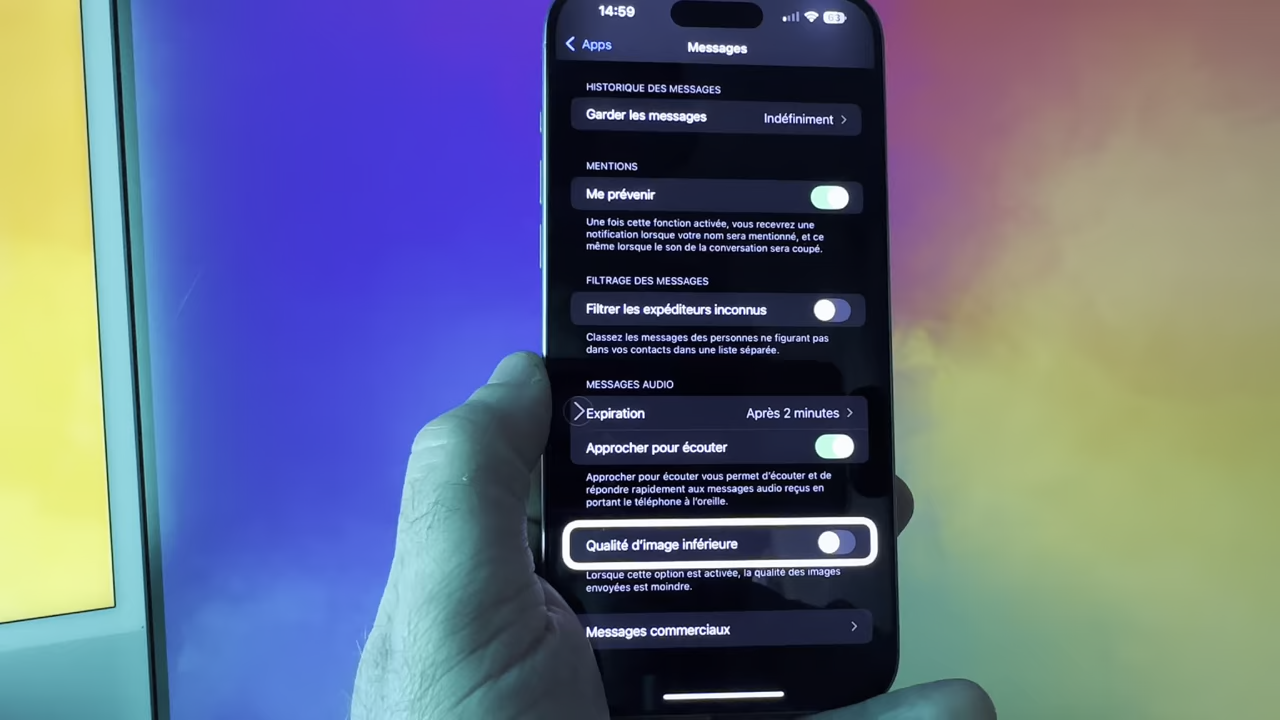 14:59
63
Apps
Messages
HISTORIQUE DES MESSAGES
Garder les messages Indéfiniment
MENTIONS
Me prévenir
Une fois cette fonction activée, vous recevrez une
notification lorsque votre nom sera mentionné, et ce
même lorsque le son de la conversation sera coupé.
FILTRAGE DES MESSAGES
Filtrer les expéditeurs inconnus
Classez les messages des personnes ne figurant pas
dans vos contacts dans une liste séparée.
MESSAGES AUDIO
Expiration Après 2 minutes
Approcher pour écouter
Approcher pour écouter vous permet d'écouter et de
répondre rapidement aux messages audio reçus en
portant le téléphone à l'oreille.
Qualité d'image inférieure
Lorsque cette option est activée, la qualité des images
envoyées est moindre.
Messages commerciaux